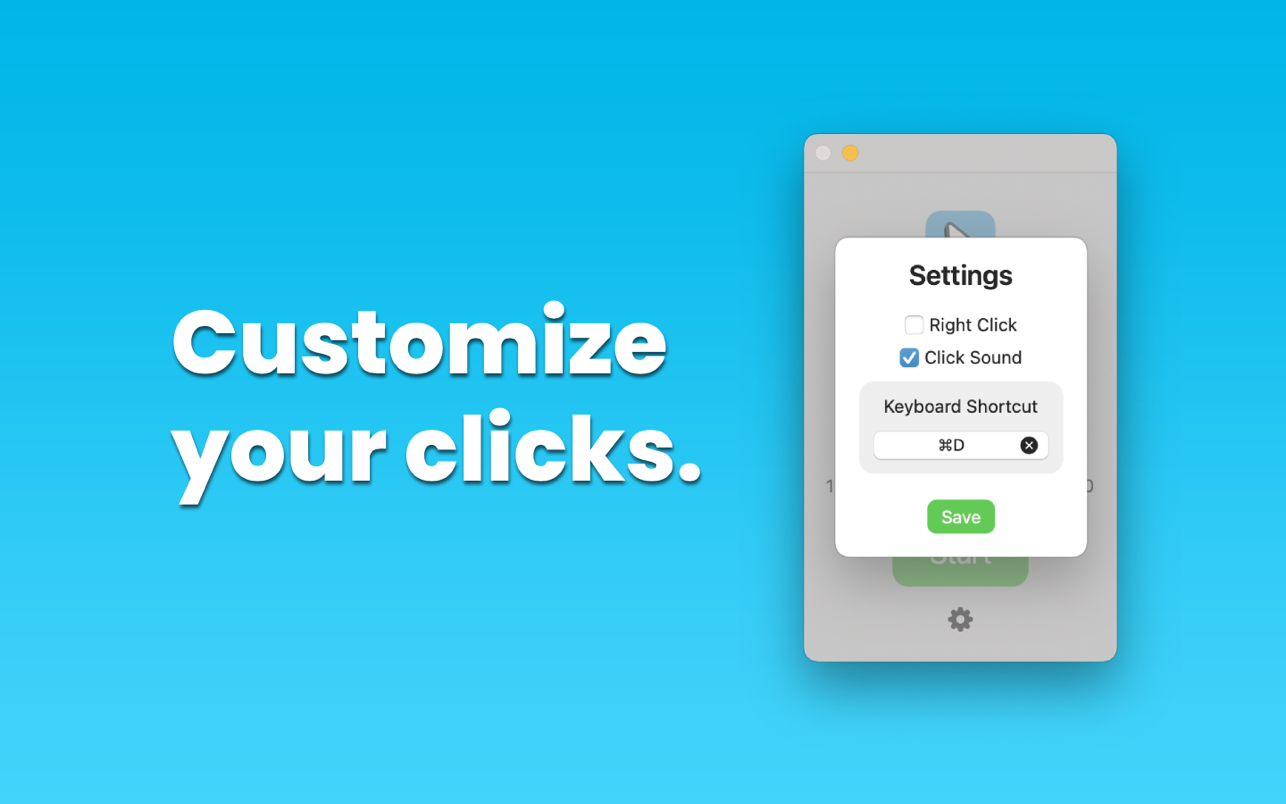 Customize
your clicks.
Settings
Right Click
Click Sound
Keyboard Shortcut
⌘D
Save
Start